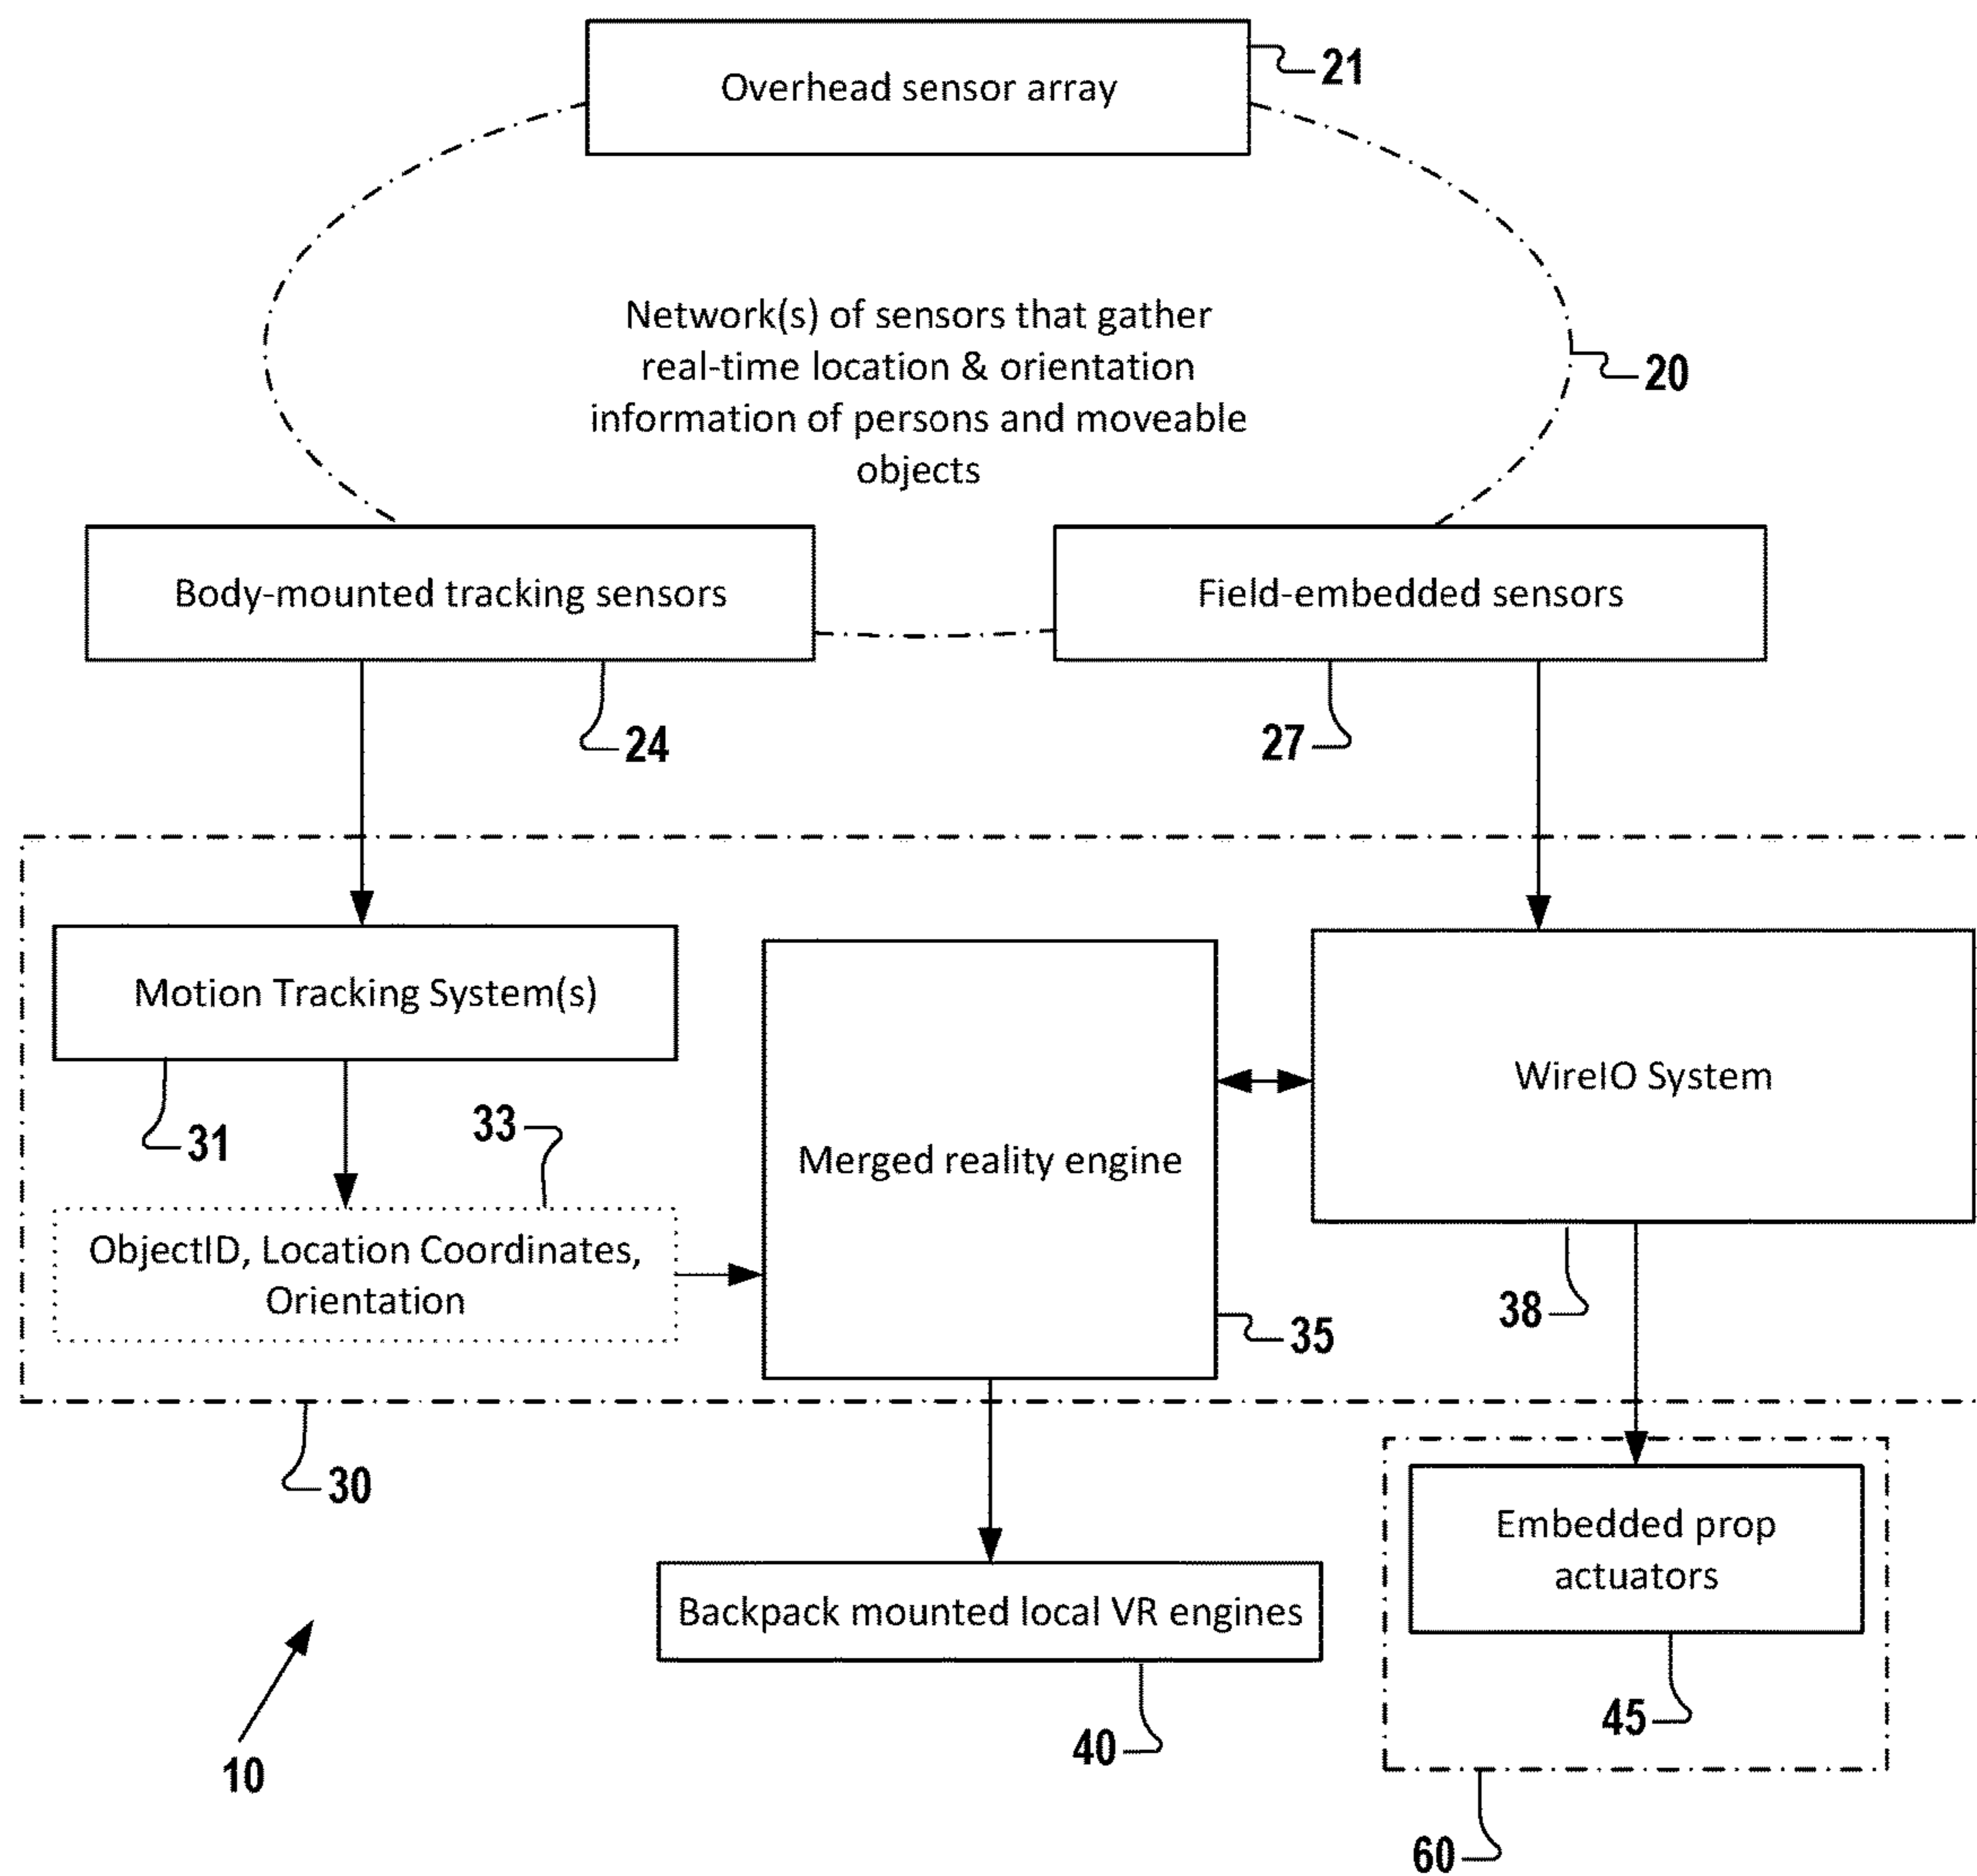 Overhead sensor array
21
Network(s) of sensors that gather
real-time location & orientation
information of persons and moveable
objects
20
Body-mounted tracking sensors
Field-embedded sensors
24
27
Motion Tracking System(s)
WireIO System
31
33
Merged reality engine
ObjectID, Location Coordinates,
Orientation
38
35
30
Embedded prop
actuators
Backpack mounted local VR engines
45
40
10
60